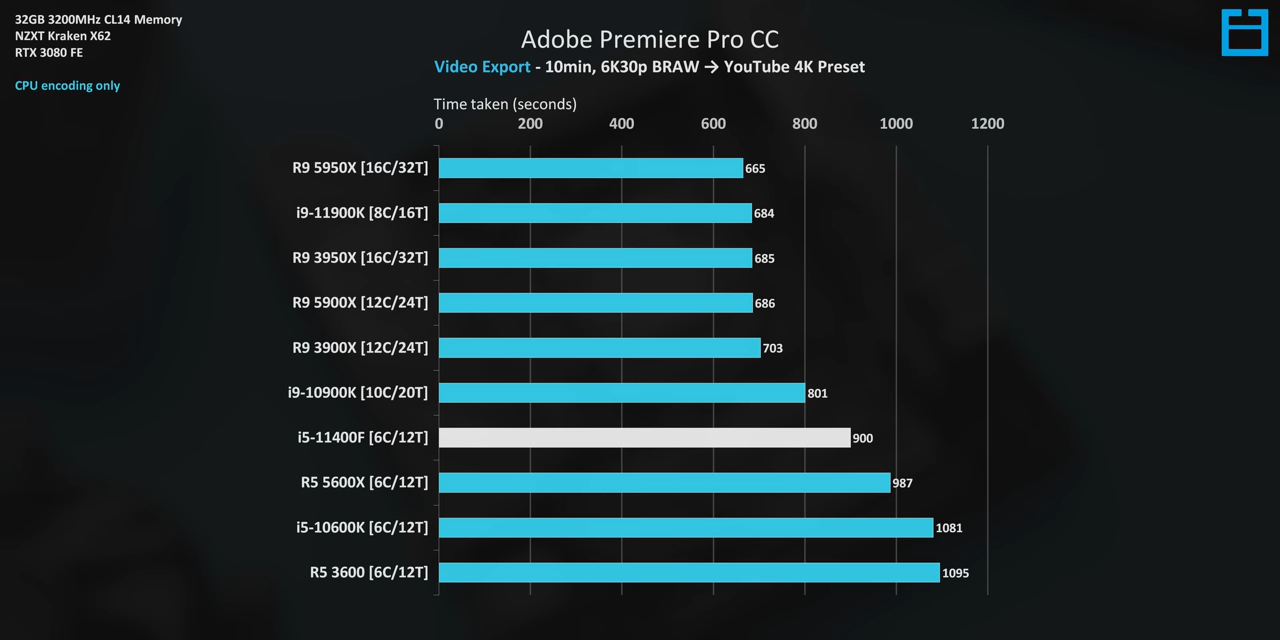 32GB 3200MHz CL14 Memory
NZXT Kraken X62
RTX 3080 FE
CPU encoding only
Adobe Premiere Pro CC
Video Export - 10min, 6K30p BRAW → YouTube 4K Preset
Time taken (seconds)
0 200 400 600 800 1000 1200
R9 5950X [16C/32T] 665
i9-11900K [8C/16T] 684
R9 3950X [16C/32T] 685
R9 5900X [12C/24T] 686
R9 3900X [12C/24T] 703
i9-10900K [10C/20T] 801
i5-11400F [6C/12T] 900
R5 5600X [6C/12T] 987
i5-10600K [6C/12T] 1081
R5 3600 [6C/12T] 1095